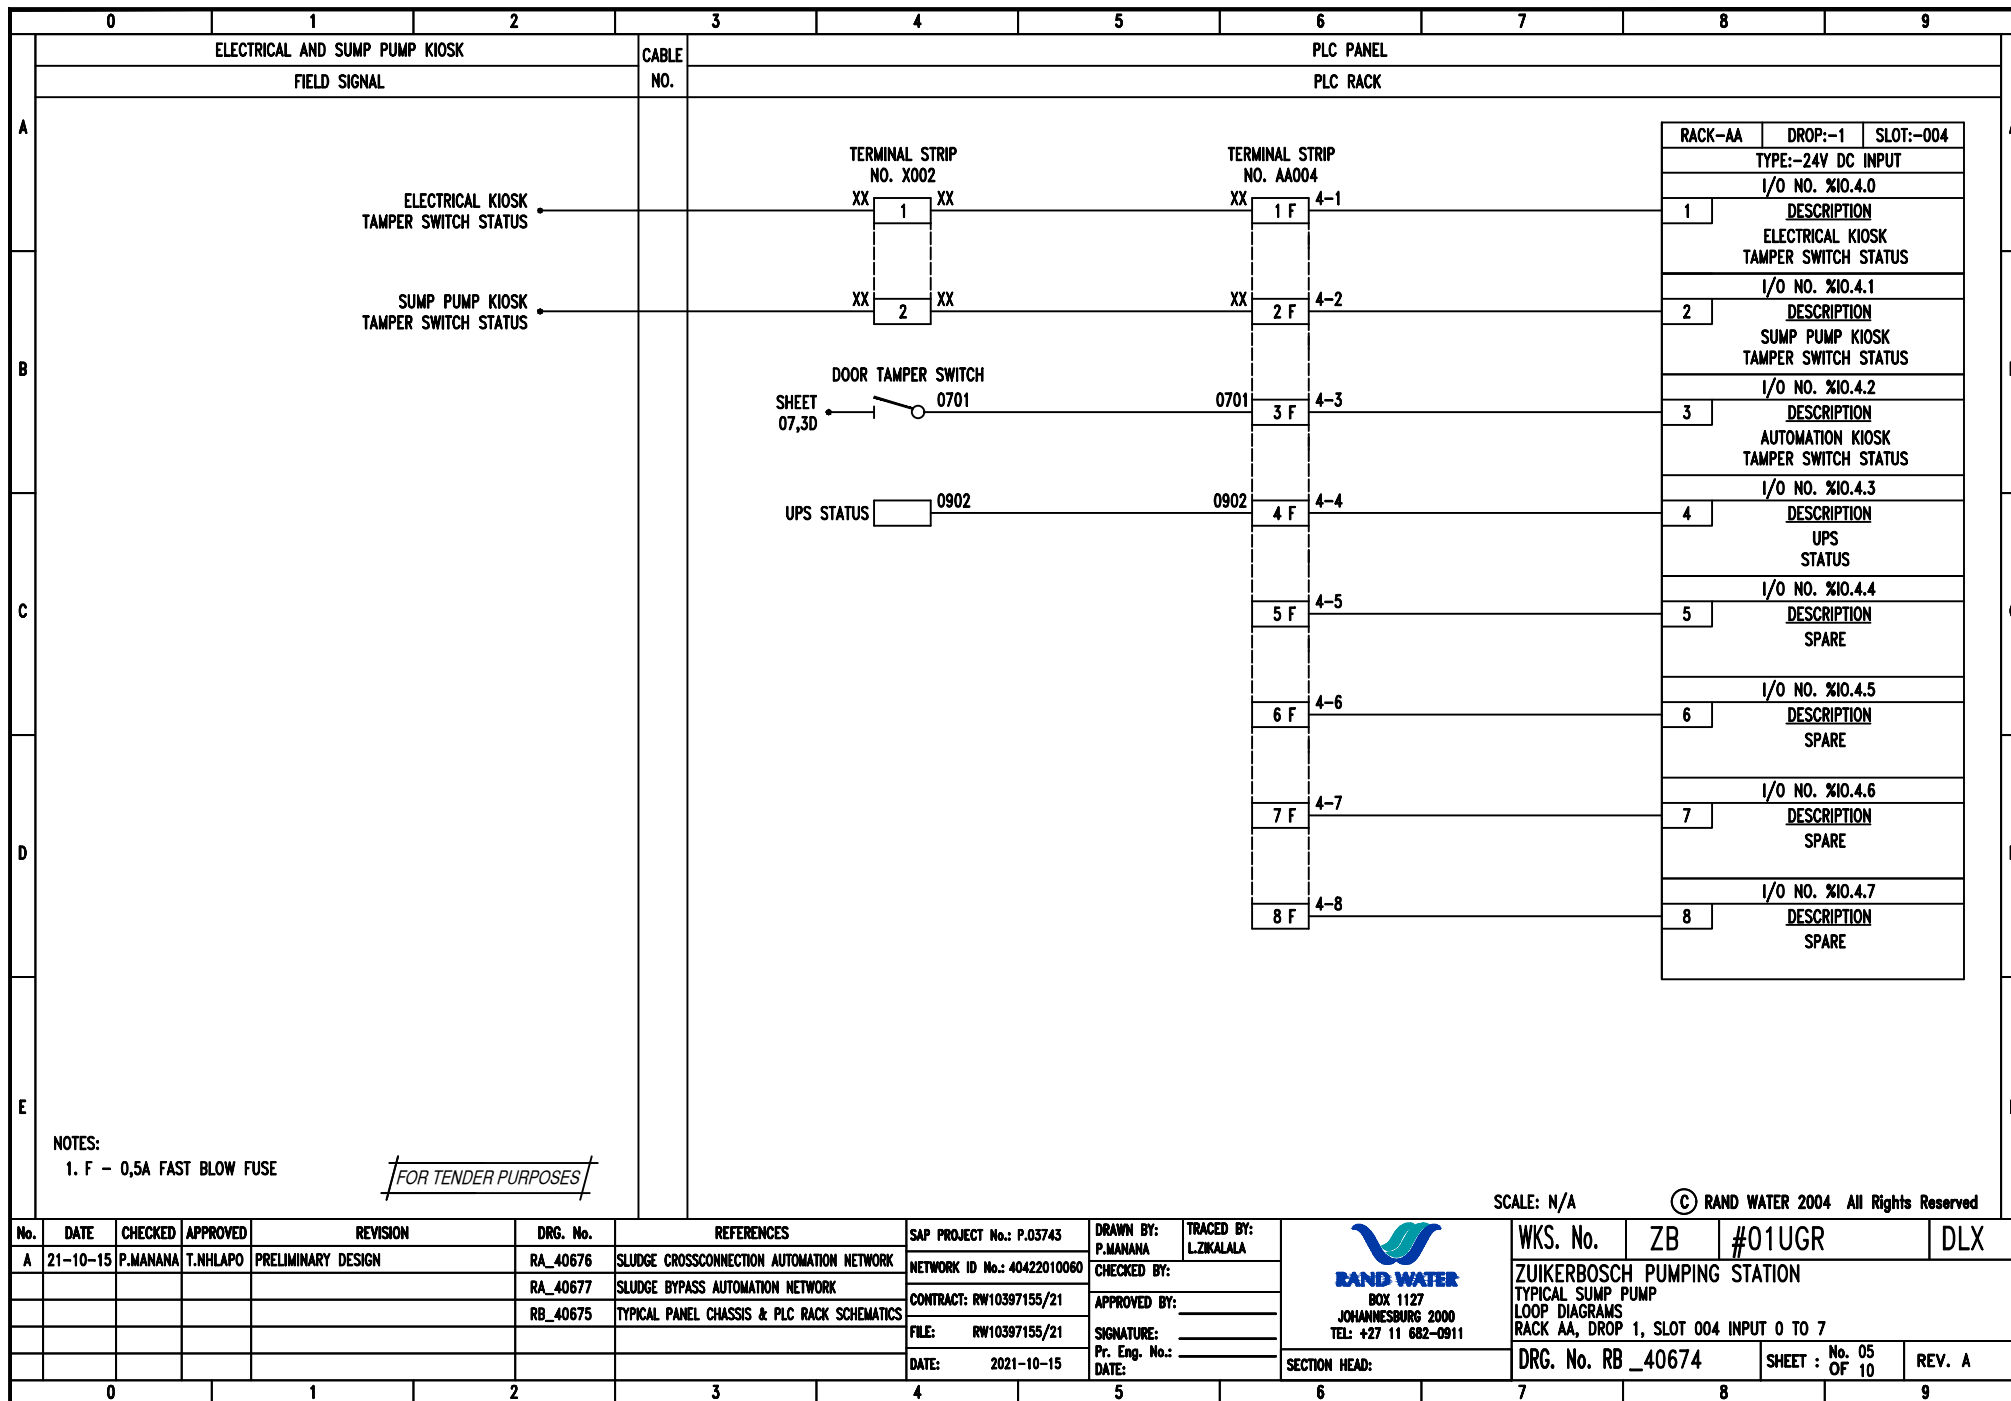 0 1 2 3 4 5 6 7 8 9
ELECTRICAL AND SUMP PUMP KIOSK
CABLE
NO.
PLC PANEL
FIELD SIGNAL
PLC RACK
A
B
C
D
E
RACK-AA DROP:-1 SLOT:-004
TYPE:-24V DC INPUT
TERMINAL STRIP
NO. X002
TERMINAL STRIP
NO. AA004
ELECTRICAL KIOSK
TAMPER SWITCH STATUS
XX 1 XX
XX 1 F 4-1
I/O NO. %I0.4.0
1 DESCRIPTION
ELECTRICAL KIOSK
TAMPER SWITCH STATUS
SUMP PUMP KIOSK
TAMPER SWITCH STATUS
XX 2 XX
XX 2 F 4-2
I/O NO. %I0.4.1
2 DESCRIPTION
SUMP PUMP KIOSK
TAMPER SWITCH STATUS
DOOR TAMPER SWITCH
SHEET
07,3D
0701
0701 3 F 4-3
I/O NO. %I0.4.2
3 DESCRIPTION
AUTOMATION KIOSK
TAMPER SWITCH STATUS
UPS STATUS
0902
0902 4 F 4-4
I/O NO. %I0.4.3
4 DESCRIPTION
UPS
STATUS
5 F 4-5
I/O NO. %I0.4.4
5 DESCRIPTION
SPARE
6 F 4-6
I/O NO. %I0.4.5
6 DESCRIPTION
SPARE
7 F 4-7
I/O NO. %I0.4.6
7 DESCRIPTION
SPARE
8 F 4-8
I/O NO. %I0.4.7
8 DESCRIPTION
SPARE
NOTES:
1. F - 0,5A FAST BLOW FUSE
FOR TENDER PURPOSES
SCALE: N/A
© RAND WATER 2004 All Rights Reserved
No. DATE CHECKED APPROVED REVISION DRG. No. REFERENCES
A 21-10-15 P.MANANA T.NHLAPO PRELIMINARY DESIGN RA_40676 SLUDGE CROSSCONNECTION AUTOMATION NETWORK
RA_40677 SLUDGE BYPASS AUTOMATION NETWORK
RB_40675 TYPICAL PANEL CHASSIS & PLC RACK SCHEMATICS
SAP PROJECT No.: P.03743
NETWORK ID No.: 40422010060
CONTRACT: RW10397155/21
FILE: RW10397155/21
DATE: 2021-10-15
DRAWN BY:
P.MANANA
TRACED BY:
L.ZIKALALA
CHECKED BY:
APPROVED BY:
SIGNATURE:
Pr. Eng. No.:
DATE:
RAND WATER
BOX 1127
JOHANNESBURG 2000
TEL: +27 11 682-0911
SECTION HEAD:
WKS. No. ZB #01UGR DLX
ZUIKERBOSCH PUMPING STATION
TYPICAL SUMP PUMP
LOOP DIAGRAMS
RACK AA, DROP 1, SLOT 004 INPUT 0 TO 7
DRG. No. RB_40674
SHEET : No. 05
OF 10
REV. A
0 1 2 3 4 5 6 7 8 9